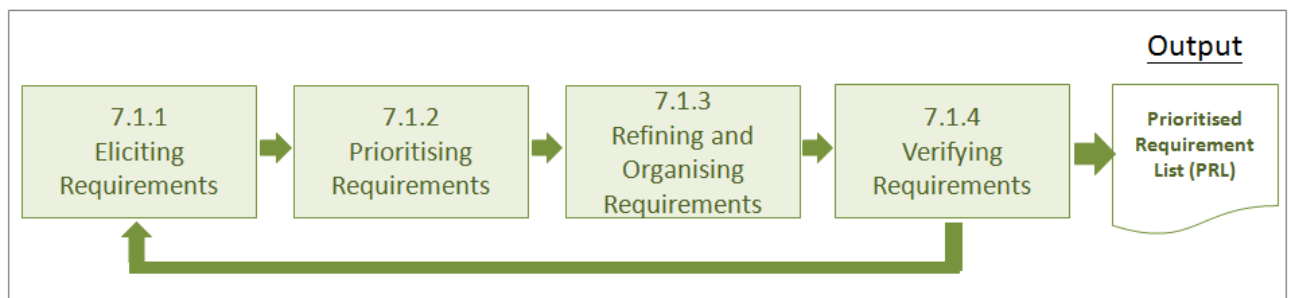 Output
7.1.1
Eliciting
Requirements
7.1.2
Prioritising
Requirements
7.1.3
Refining and
Organising
Requirements
7.1.4
Verifying
Requirements
Prioritised
Requirement
List (PRL)